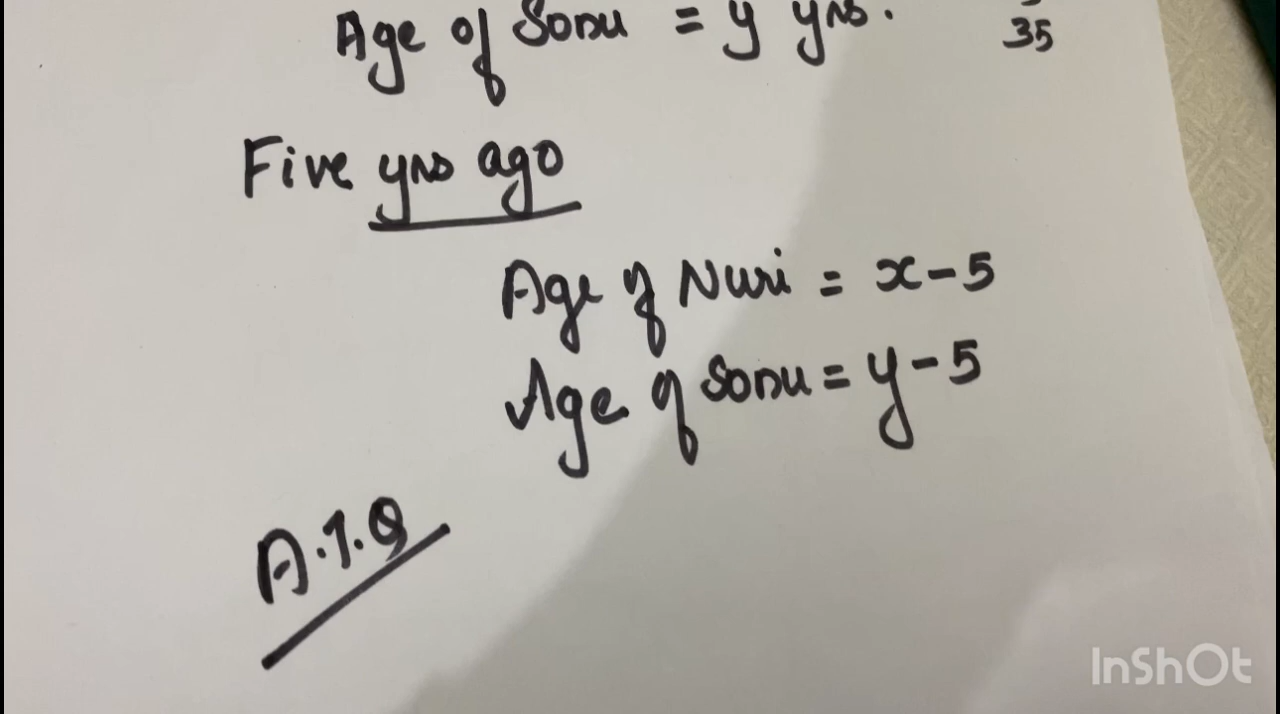 Age of Sonu = y yrs.
35
Five yrs ago
Age of Nuri = x - 5
Age of Sonu = y - 5
A.T.Q
InShOt